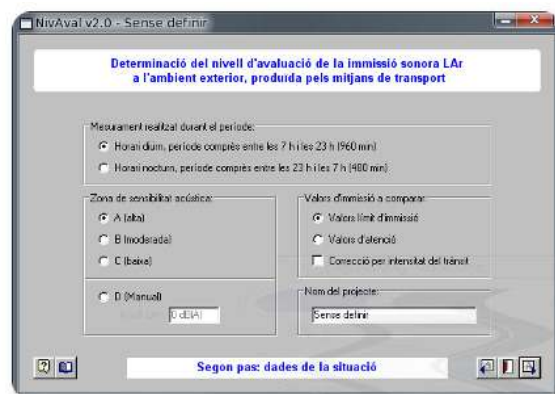 NivAval v2.0 - Sense definir
Determinació del nivell d'avaluació de la immissió sonora LAr
a l'ambient exterior, produïda pels mitjans de transport
Mesurament realitzat durant el període:
Horari diürn, període comprès entre les 7 h i les 23 h (960 min)
Horari nocturn, període comprès entre les 23 h i les 7 h (480 min)
Zona de sensibilitat acústica:
A (alta)
B (moderada)
C (baixa)
D (Manual)
0 dB(A)
Valors d'immissió a comparar
Valors límit d'immissió
Valors d'atenció
Correcció per intensitat del trànsit
Nom del projecte:
Sense definir
Segon pas: dades de la situació